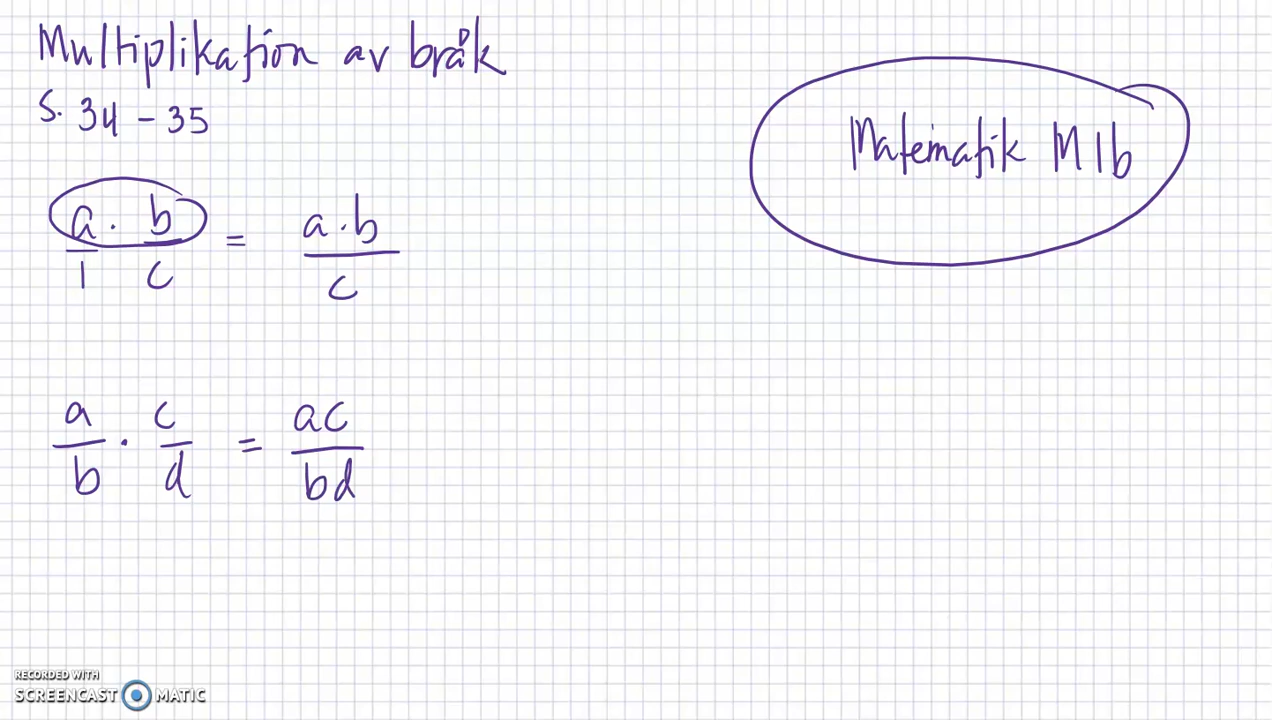 Multiplikation av bråk
S. 34 - 35
Matematik M1b
a/1 · b/c = a·b/c
a/b · c/d = ac/bd
RECORDED WITH
SCREENCAST MATIC